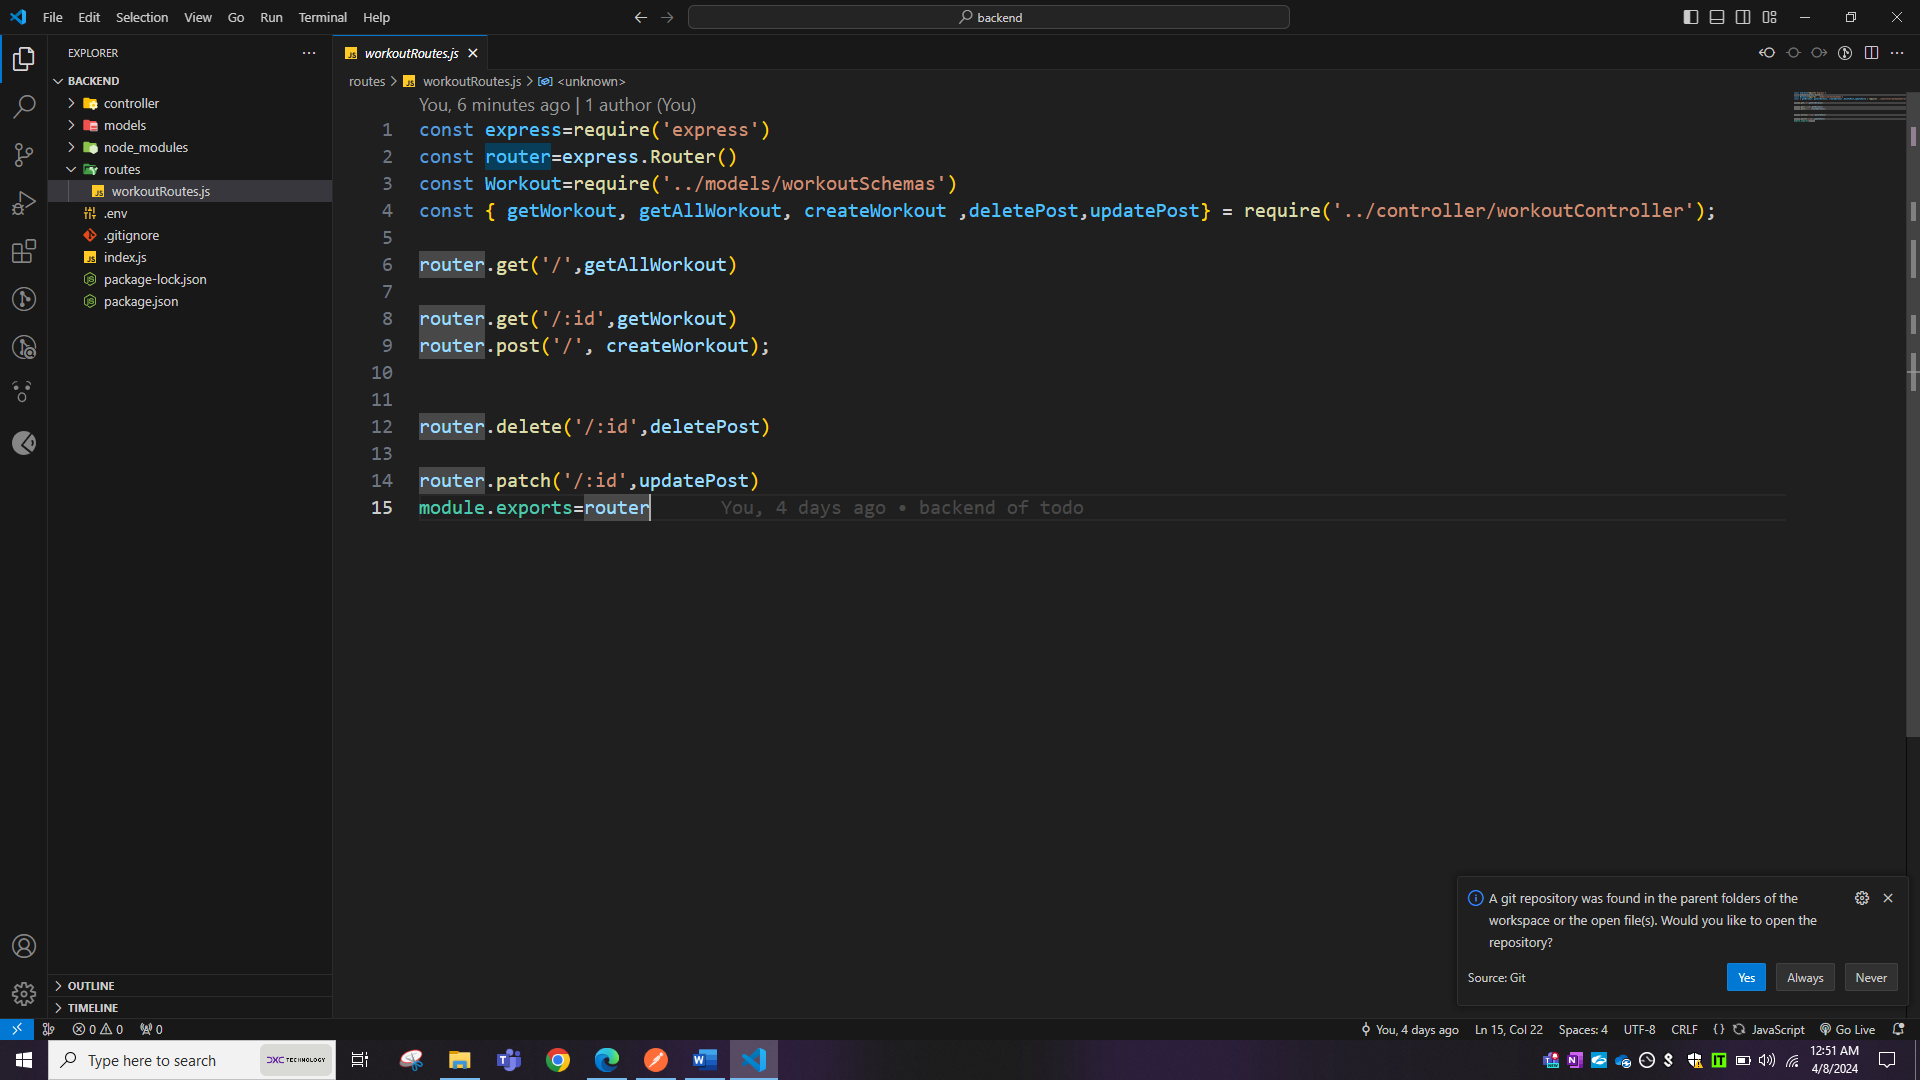 File Edit Selection View Go Run Terminal Help
backend
EXPLORER
BACKEND
controller
models
node_modules
routes
workoutRoutes.js
.env
.gitignore
index.js
package-lock.json
package.json
OUTLINE
TIMELINE
workoutRoutes.js
routes > workoutRoutes.js > <unknown>
You, 6 minutes ago | 1 author (You)
1 const express=require('express')
2 const router=express.Router()
3 const Workout=require('../models/workoutSchemas')
4 const { getWorkout, getAllWorkout, createWorkout ,deletePost,updatePost} = require('../controller/workoutController');
5
6 router.get('/',getAllWorkout)
7
8 router.get('/:id',getWorkout)
9 router.post('/', createWorkout);
10
11
12 router.delete('/:id',deletePost)
13
14 router.patch('/:id',updatePost)
15 module.exports=router You, 4 days ago • backend of todo
A git repository was found in the parent folders of the
workspace or the open file(s). Would you like to open the
repository?
Source: Git
Yes Always Never
0 0 0
You, 4 days ago Ln 15, Col 22 Spaces: 4 UTF-8 CRLF {} JavaScript Go Live
Type here to search
DXC TECHNOLOGY
12:51 AM
4/8/2024